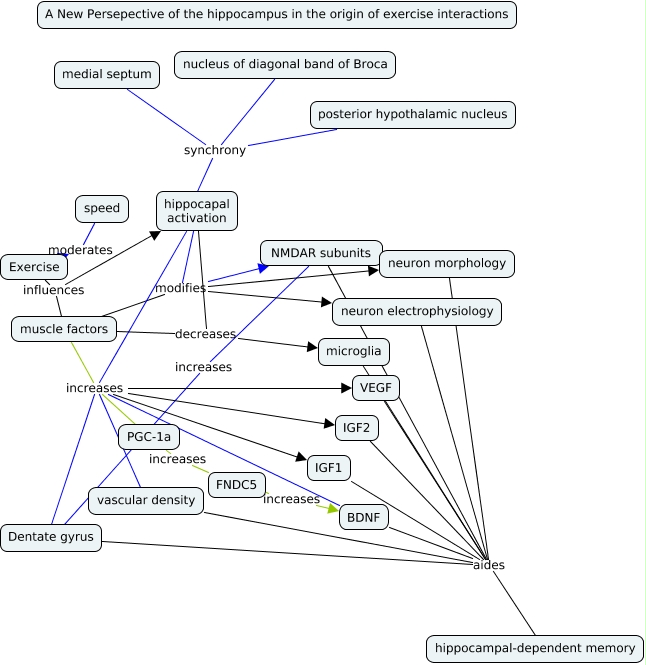 A New Persepective of the hippocampus in the origin of exercise interactions
nucleus of diagonal band of Broca
medial septum
posterior hypothalamic nucleus
synchrony
speed
hippocapal
activation
moderates
NMDAR subunits
neuron morphology
Exercise
influences
modifies
neuron electrophysiology
muscle factors
decreases
microglia
increases
increases
VEGF
IGF2
PGC-1a
increases
IGF1
FNDC5
vascular density
increases
BDNF
Dentate gyrus
aides
hippocampal-dependent memory